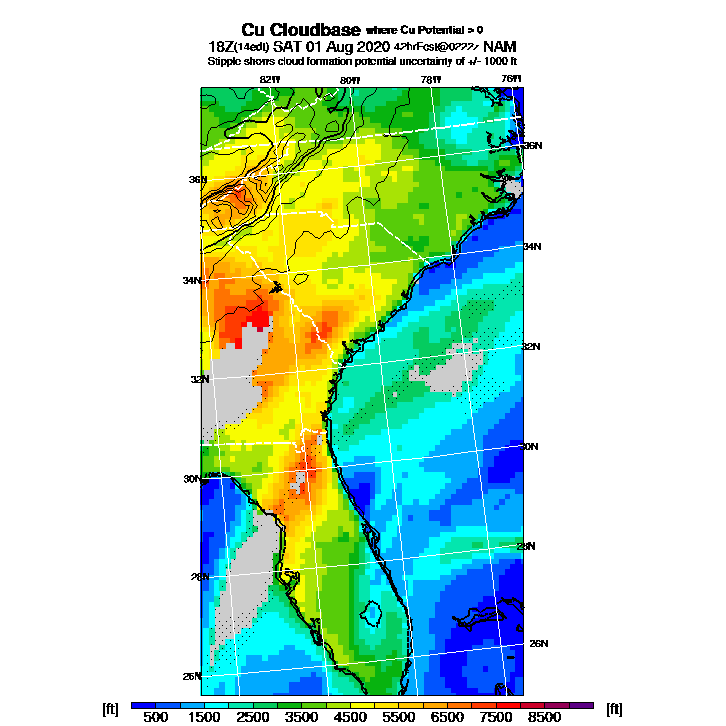 Cu Cloudbase where Cu Potential > 0
18Z(14edt) SAT 01 Aug 2020 42hrFcst@0222z NAM
Stipple shows cloud formation potential uncertainty of +/- 1000 ft
82W 80W 78W 76W
36N
36N
34N
34N
32N
32N
30N
30N
28N
28N
26N
26N
[ft] 500 1500 2500 3500 4500 5500 6500 7500 8500 [ft]